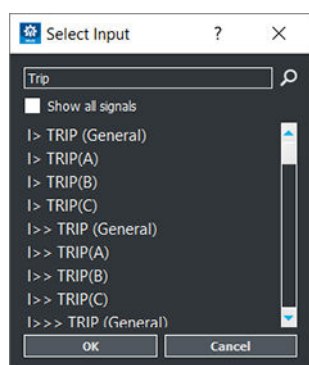 Select Input
?
Trip
Show all signals
I> TRIP (General)
I> TRIP(A)
I> TRIP(B)
I> TRIP(C)
I>> TRIP (General)
I>> TRIP(A)
I>> TRIP(B)
I>> TRIP(C)
I>>> TRIP (General)
OK Cancel